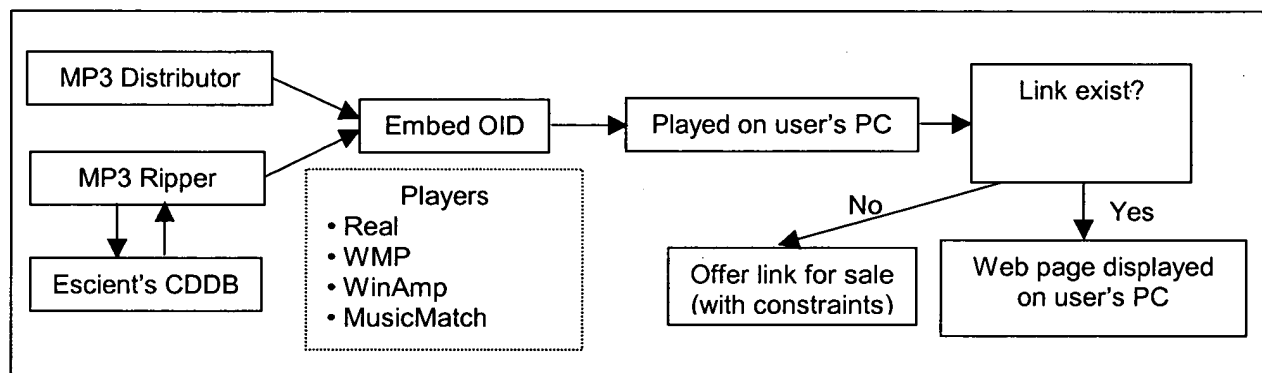 MP3 Distributor
MP3 Ripper
Escient's CDDB
Embed OID
Players
• Real
• WMP
• WinAmp
• MusicMatch
Played on user's PC
Link exist?
No
Yes
Offer link for sale
(with constraints)
Web page displayed
on user's PC